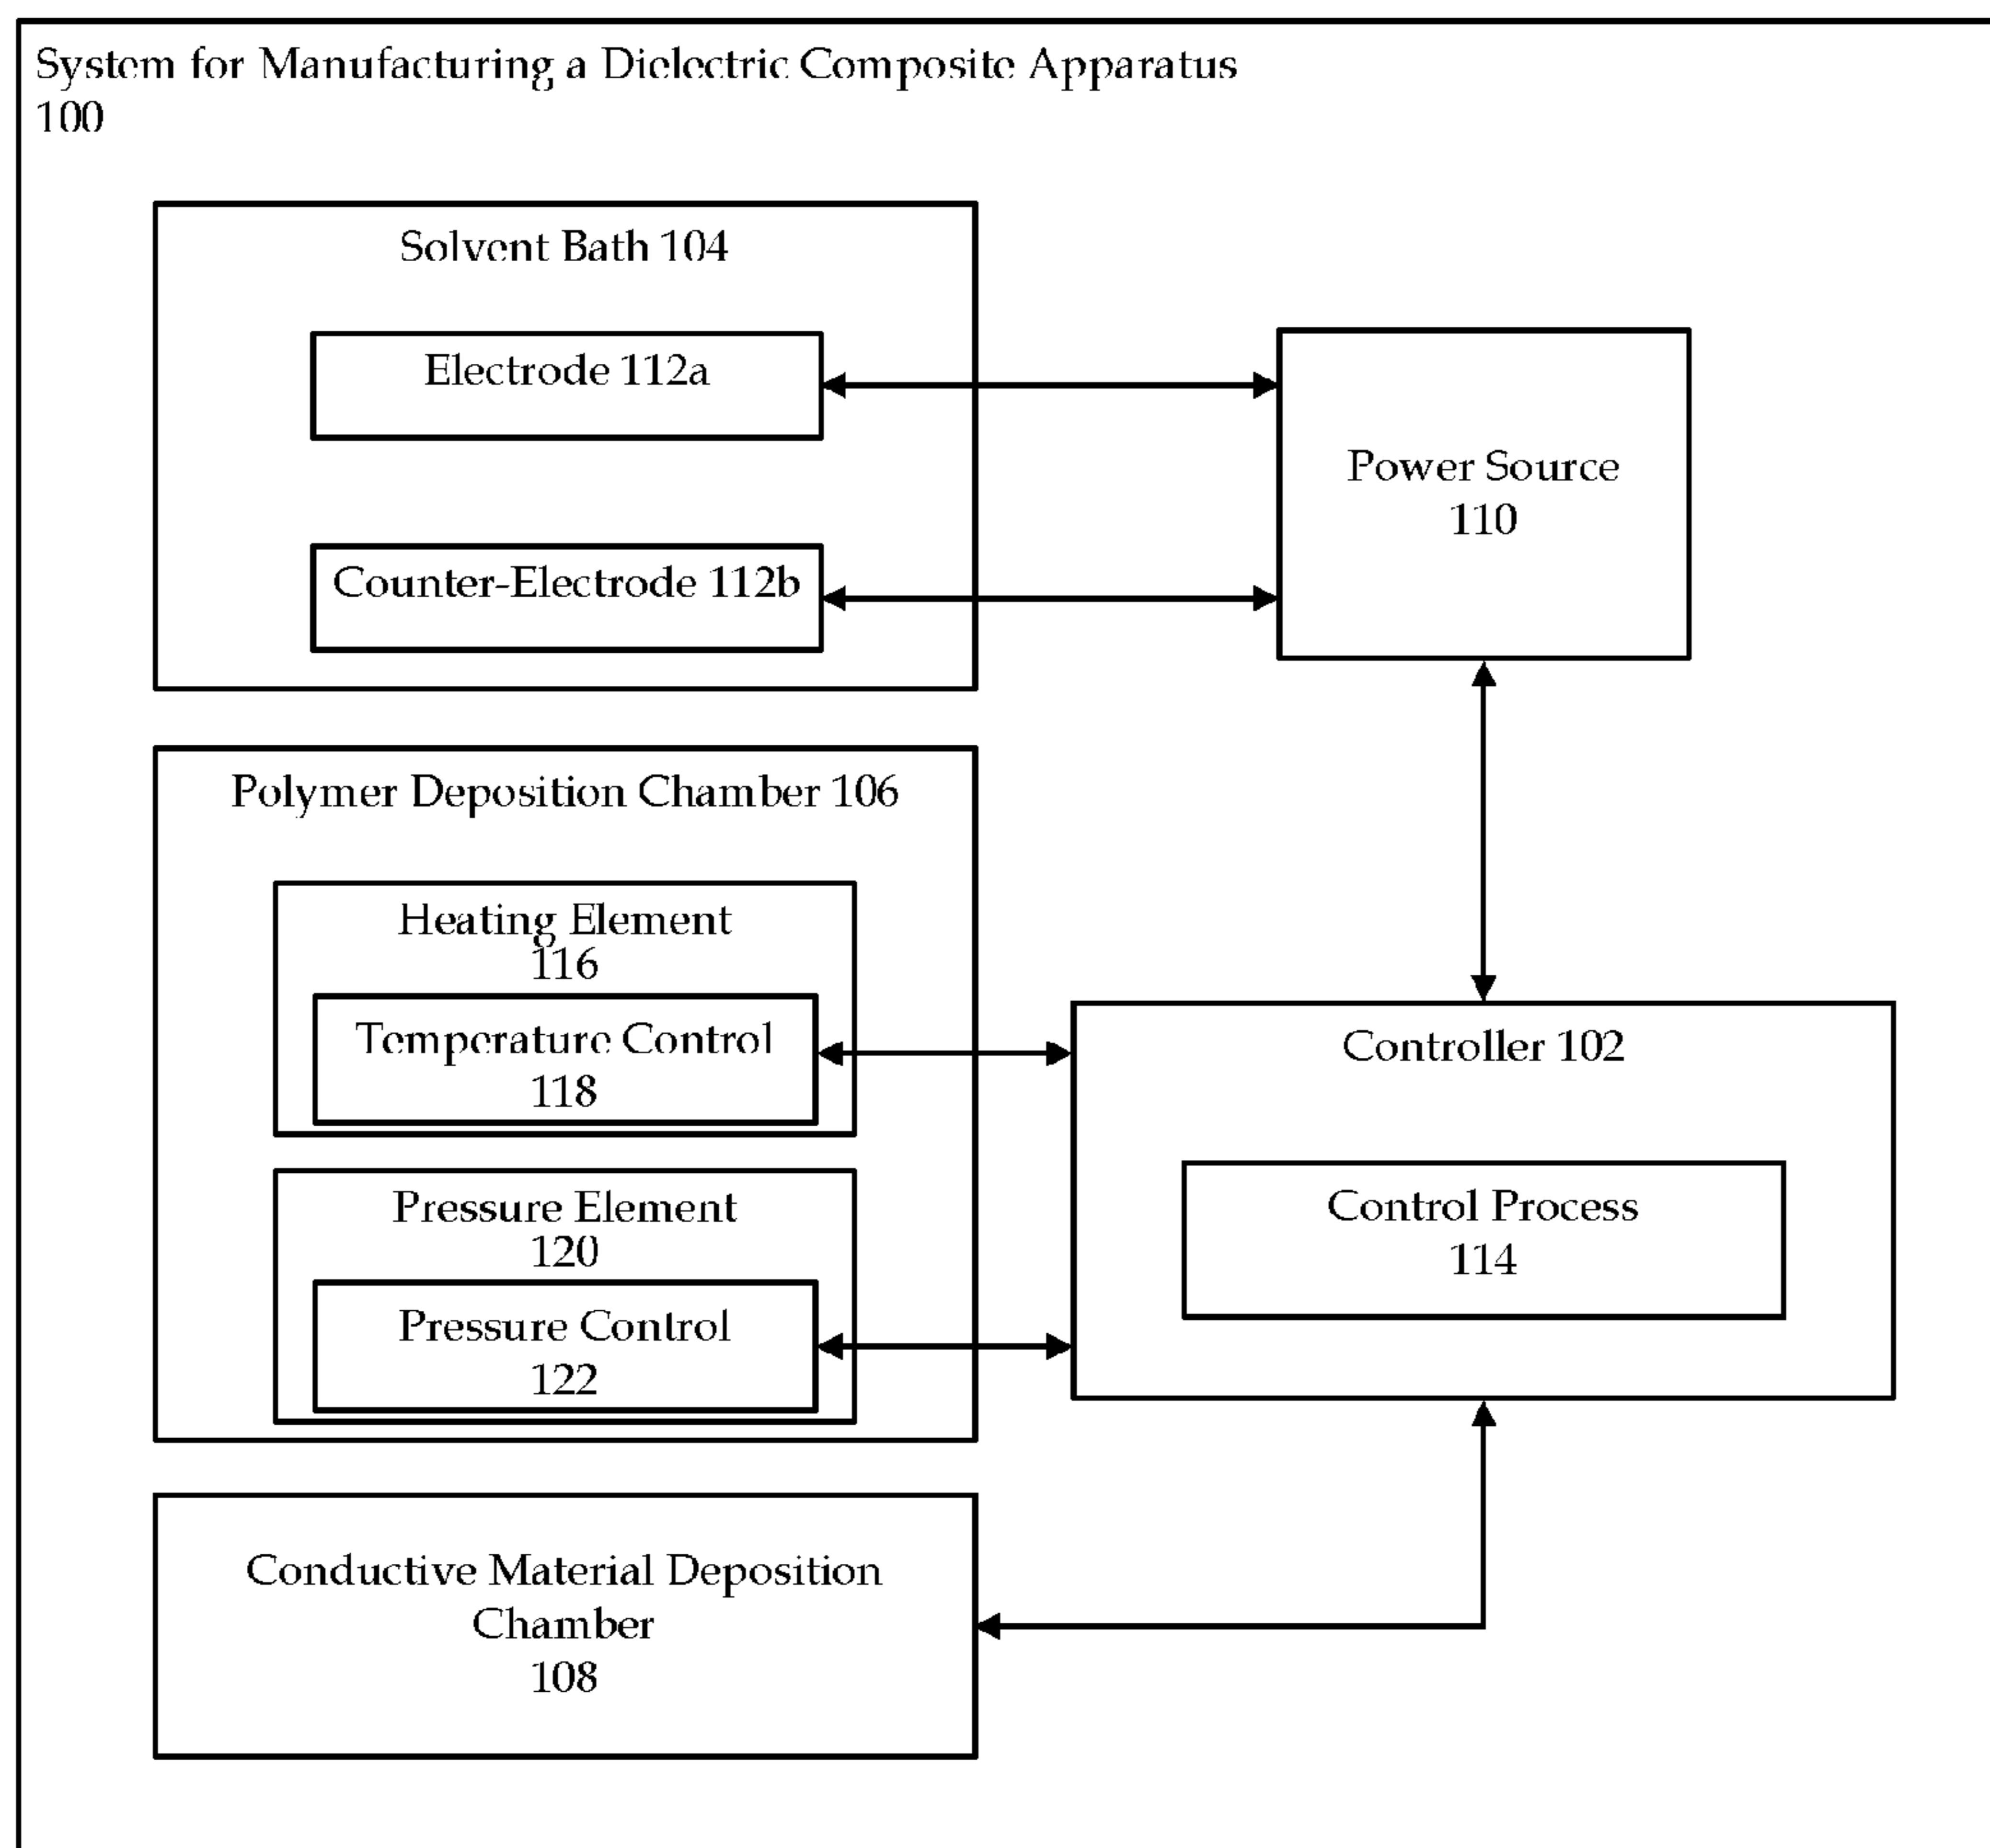 System for Manufacturing a Dielectric Composite Apparatus
100
Solvent Bath 104
Electrode 112a
Counter-Electrode 112b
Power Source
110
Polymer Deposition Chamber 106
Heating Element
116
Temperature Control
118
Pressure Element
120
Pressure Control
122
Controller 102
Control Process
114
Conductive Material Deposition
Chamber
108